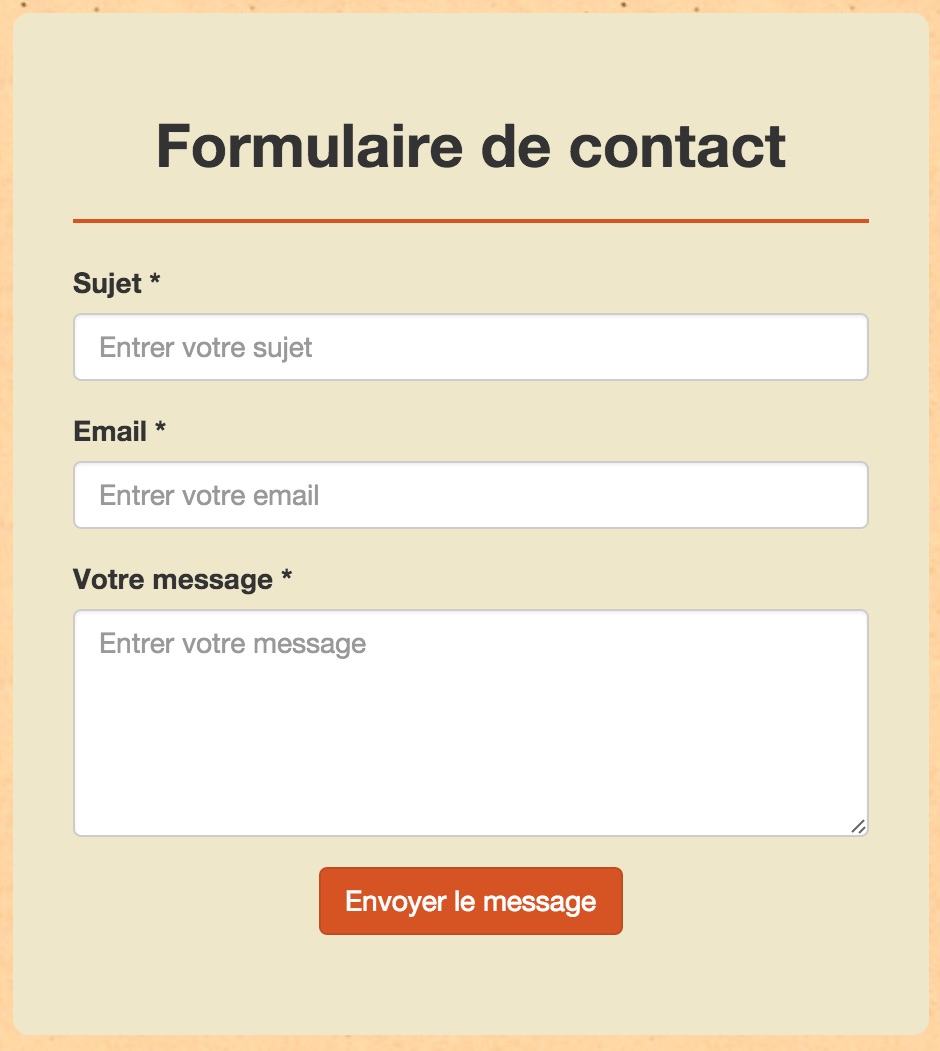 Formulaire de contact
Sujet *
Entrer votre sujet
Email *
Entrer votre email
Votre message *
Entrer votre message
Envoyer le message